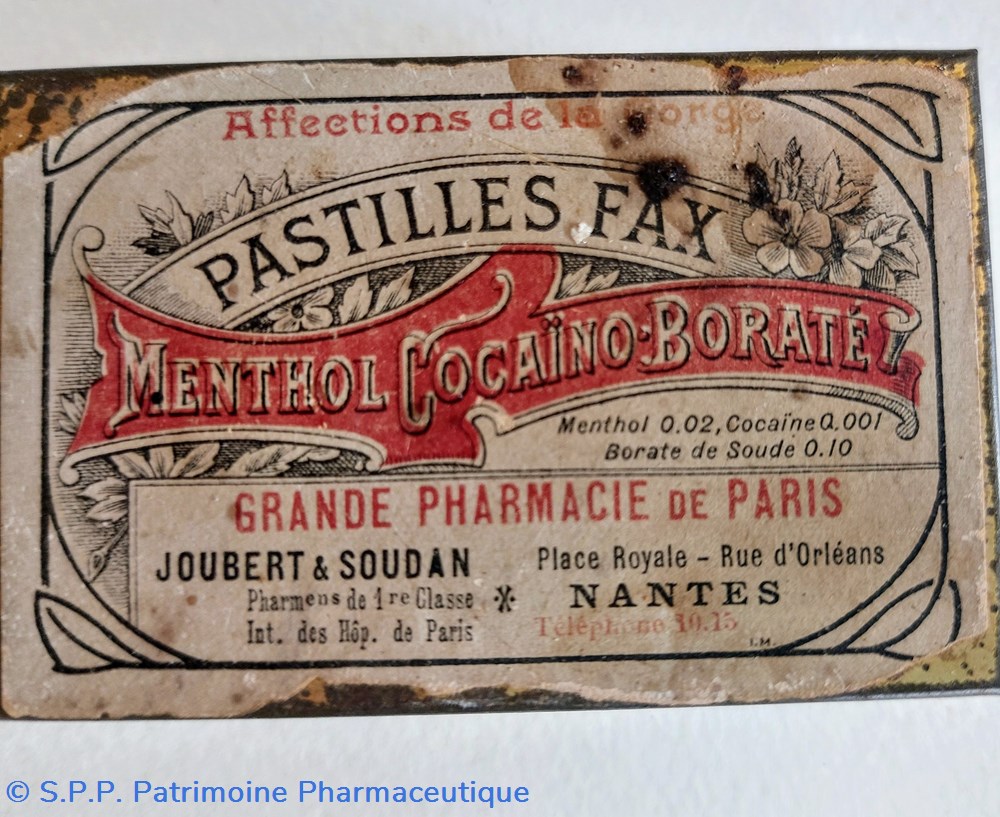 Affections de la Gorge
PASTILLES FAX
MENTHOL COCAÏNO-BORATÉ
Menthol 0.02, Cocaïne 0.001
Borate de Soude 0.10
GRANDE PHARMACIE DE PARIS
JOUBERT & SOUDAN
Pharmens de 1re Classe
Int. des Hôp. de Paris
Place Royale - Rue d'Orléans
NANTES
Téléphone 10.15
© S.P.P. Patrimoine Pharmaceutique